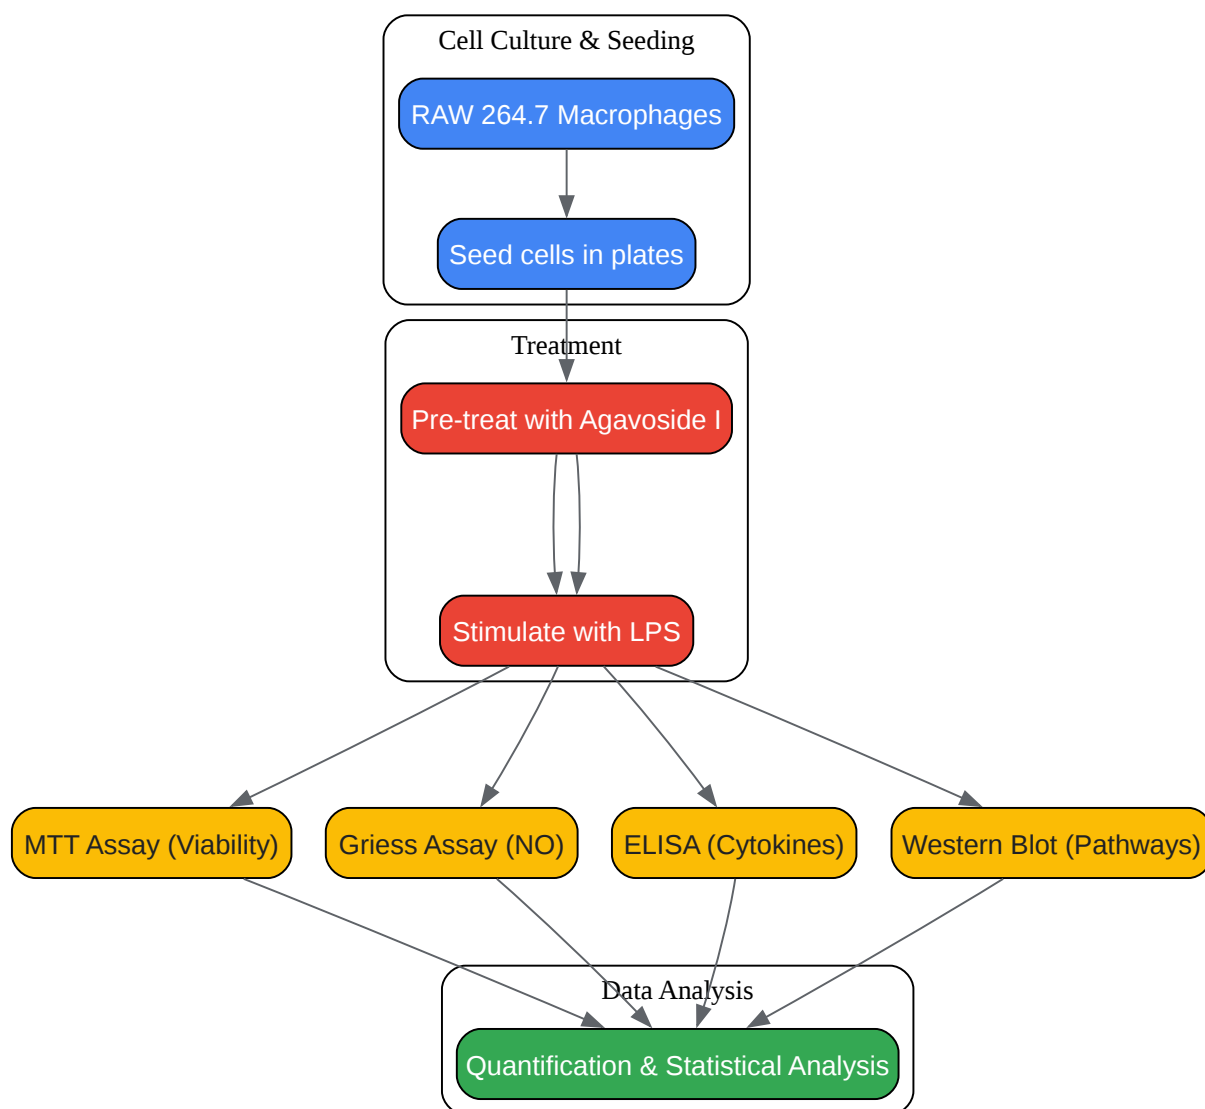 Cell Culture & Seeding
RAW 264.7 Macrophages
Seed cells in plates
Treatment
Pre-treat with Agavoside I
Stimulate with LPS
MTT Assay (Viability)
Griess Assay (NO)
ELISA (Cytokines)
Western Blot (Pathways)
Data Analysis
Quantification & Statistical Analysis